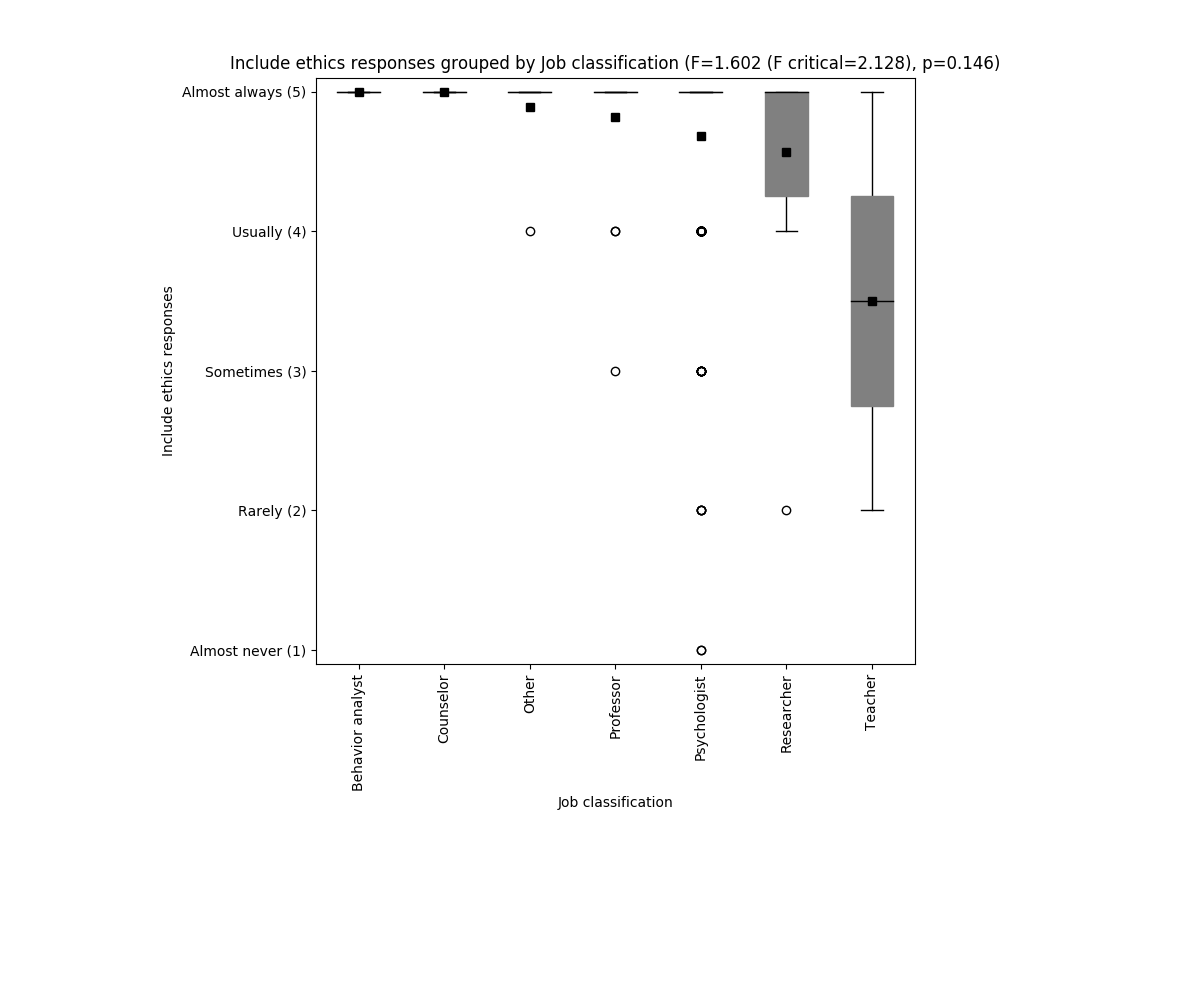 Include ethics responses grouped by Job classification (F=1.602 (F critical=2.128), p=0.146)
Almost always (5)
Usually (4)
Sometimes (3)
Rarely (2)
Almost never (1)
Include ethics responses
Behavior analyst
Counselor
Other
Professor
Psychologist
Researcher
Teacher
Job classification